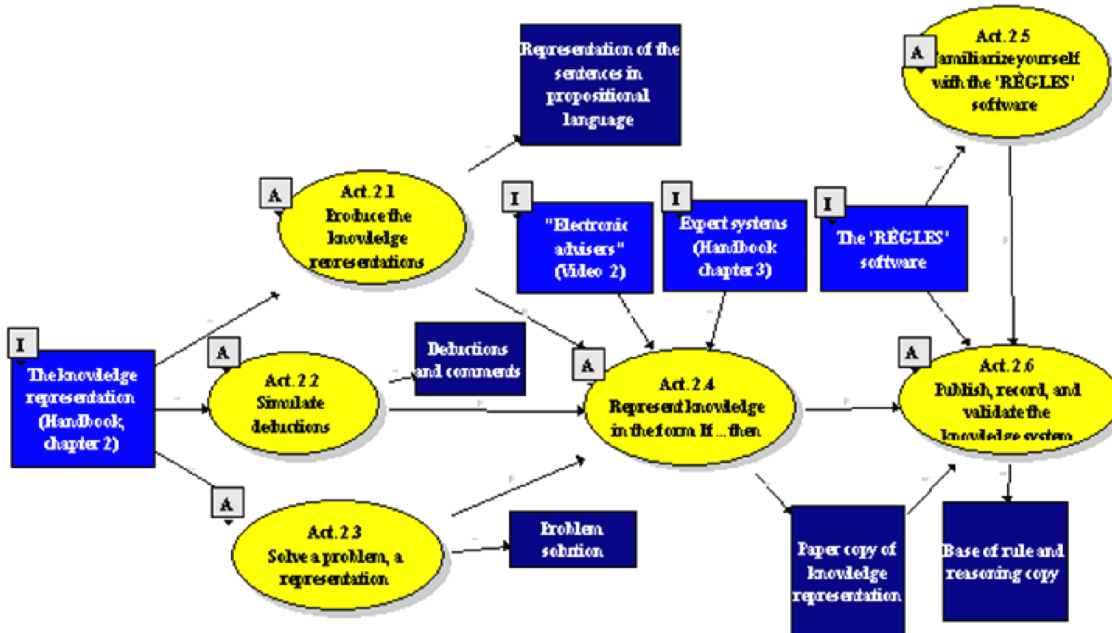 Representation of the
sentences in
propositional
language
A
Act. 2.5
Familiarize yourself
with the 'RÈGLES'
software
A
Act. 2.1
Produce the
knowledge
representations
I
"Electronic
advisers"
(Video 2)
I
Expert systems
(Handbook
chapter 3)
I
The 'RÈGLES'
software
I
The knowledge
representation
(Handbook,
chapter 2)
A
Act. 2.2
Simulate
deductions
Deductions
and comments
A
Act. 2.4
Represent knowledge
in the form If...then
A
Act. 2.6
Publish, record, and
validate the
knowledge system
A
Act. 2.3
Solve a problem, a
representation
Problem
solution
Paper copy of
knowledge
representation
Base of rule and
reasoning copy